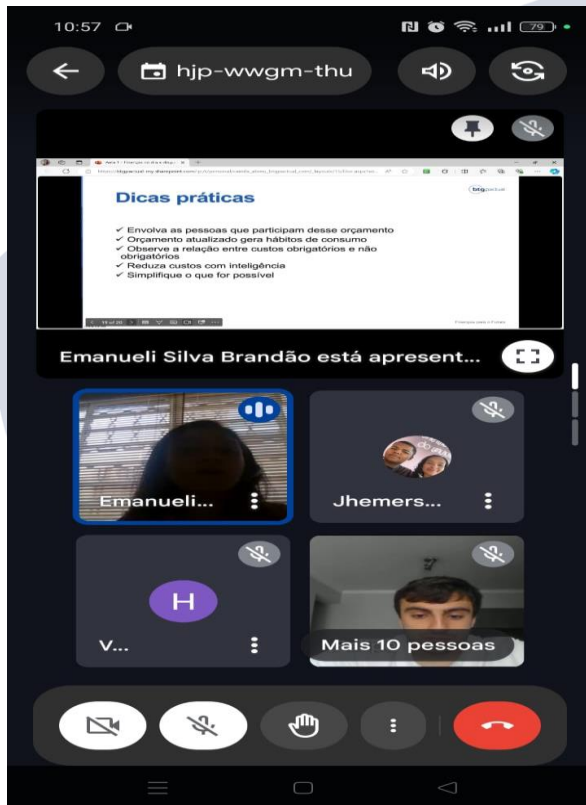 10:57
79
hjp-wwgm-thu
Dicas práticas
btgpactual
✓ Envolva as pessoas que participam desse orçamento
✓ Orçamento atualizado gera hábitos de consumo
✓ Observe a relação entre custos obrigatórios e não
obrigatórios
✓ Reduza custos com inteligência
✓ Simplifique o que for possível
Emanueli Silva Brandão está apresent...
Emanueli...
Jhemers...
H
V...
Mais 10 pessoas